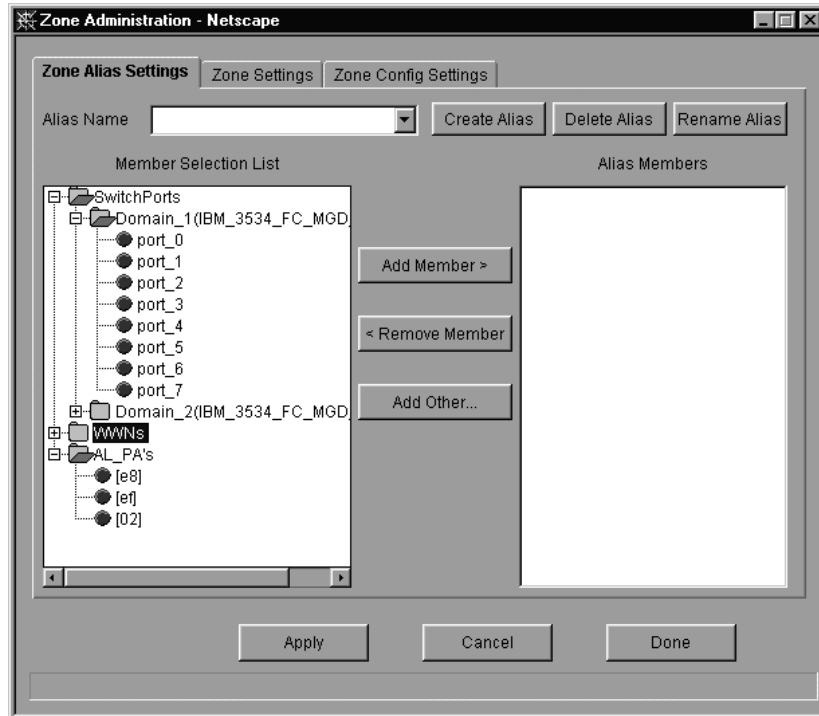 Zone Administration - Netscape
Zone Alias Settings Zone Settings Zone Config Settings
Alias Name Create Alias Delete Alias Rename Alias
Member Selection List Alias Members
SwitchPorts
Domain_1(IBM_3534_FC_MGD_
port_0
port_1
port_2
port_3
port_4
port_5
port_6
port_7
Domain_2(IBM_3534_FC_MGD_
WWNs
AL_PA's
[e8]
[ef]
[02]
Add Member >
< Remove Member
Add Other...
Apply Cancel Done